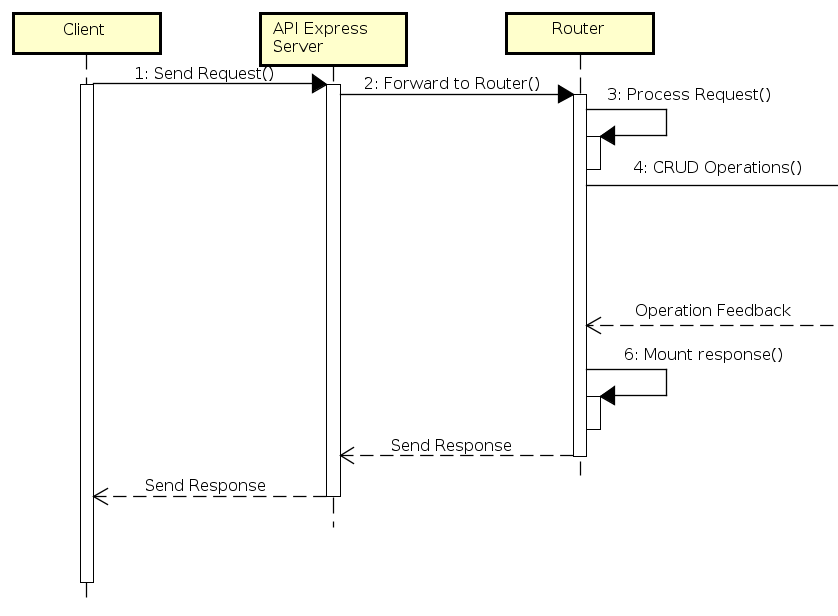 Client
API Express
Server
Router
1: Send Request()
2: Forward to Router()
3: Process Request()
4: CRUD Operations()
Operation Feedback
6: Mount response()
Send Response
Send Response